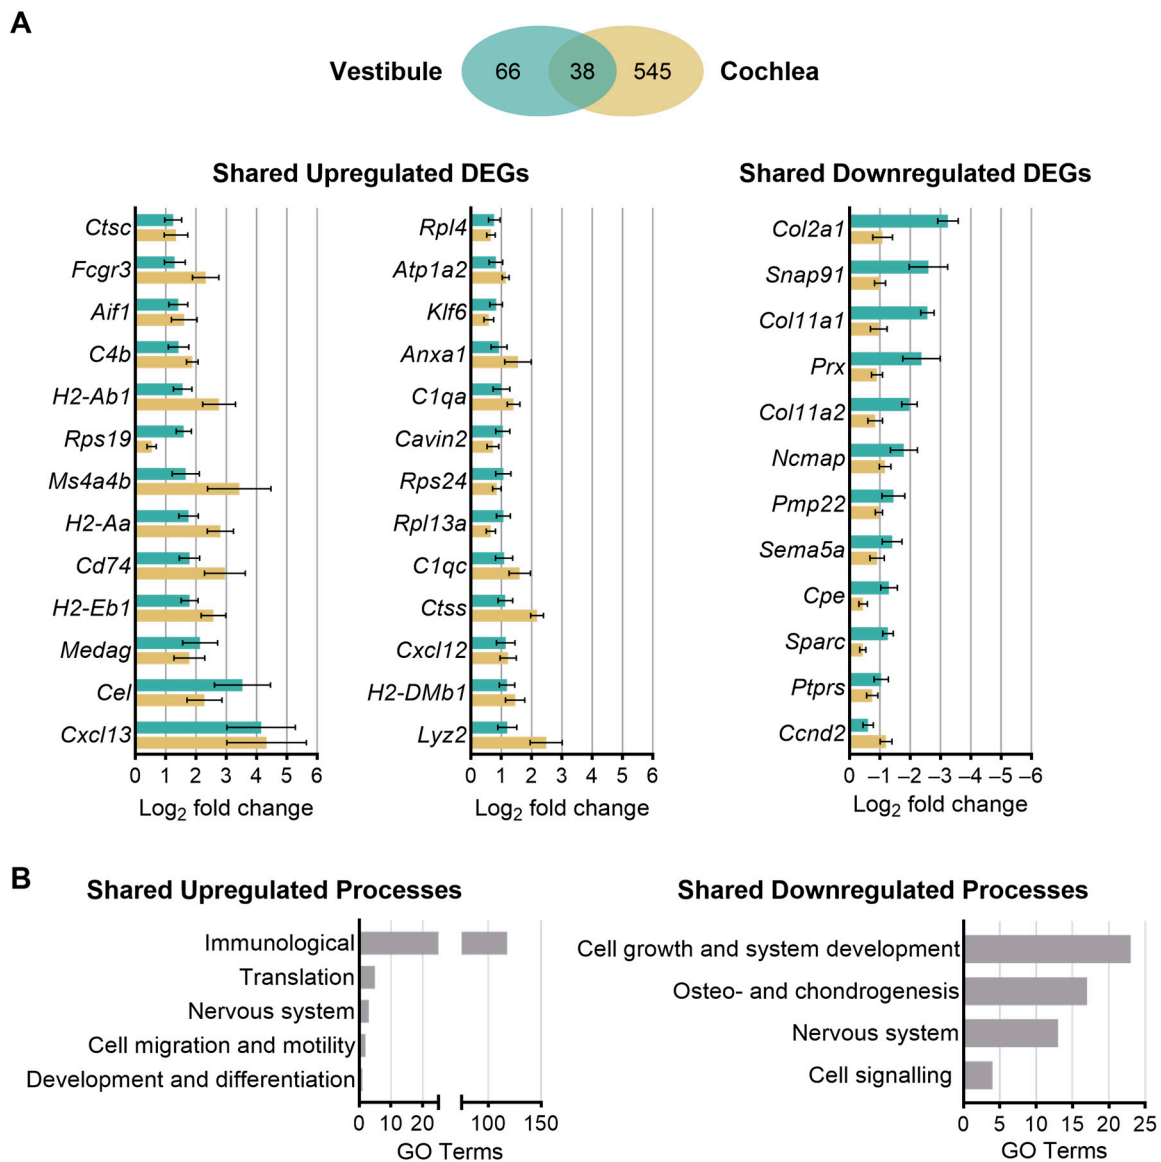 A
Vestibule 66 38 545 Cochlea
Shared Upregulated DEGs
Ctsc
Fcgr3
Aif1
C4b
H2-Ab1
Rps19
Ms4a4b
H2-Aa
Cd74
H2-Eb1
Medag
Cel
Cxcl13
0 1 2 3 4 5 6
Log2 fold change
Rpl4
Atp1a2
Klf6
Anxa1
C1qa
Cavin2
Rps24
Rpl13a
C1qc
Ctss
Cxcl12
H2-DMb1
Lyz2
0 1 2 3 4 5 6
Log2 fold change
Shared Downregulated DEGs
Col2a1
Snap91
Col11a1
Prx
Col11a2
Ncmap
Pmp22
Sema5a
Cpe
Sparc
Ptprs
Ccnd2
0 –1 –2 –3 –4 –5 –6
Log2 fold change
B
Shared Upregulated Processes
Immunological
Translation
Nervous system
Cell migration and motility
Development and differentiation
0 10 20 100 150
GO Terms
Shared Downregulated Processes
Cell growth and system development
Osteo- and chondrogenesis
Nervous system
Cell signalling
0 5 10 15 20 25
GO Terms